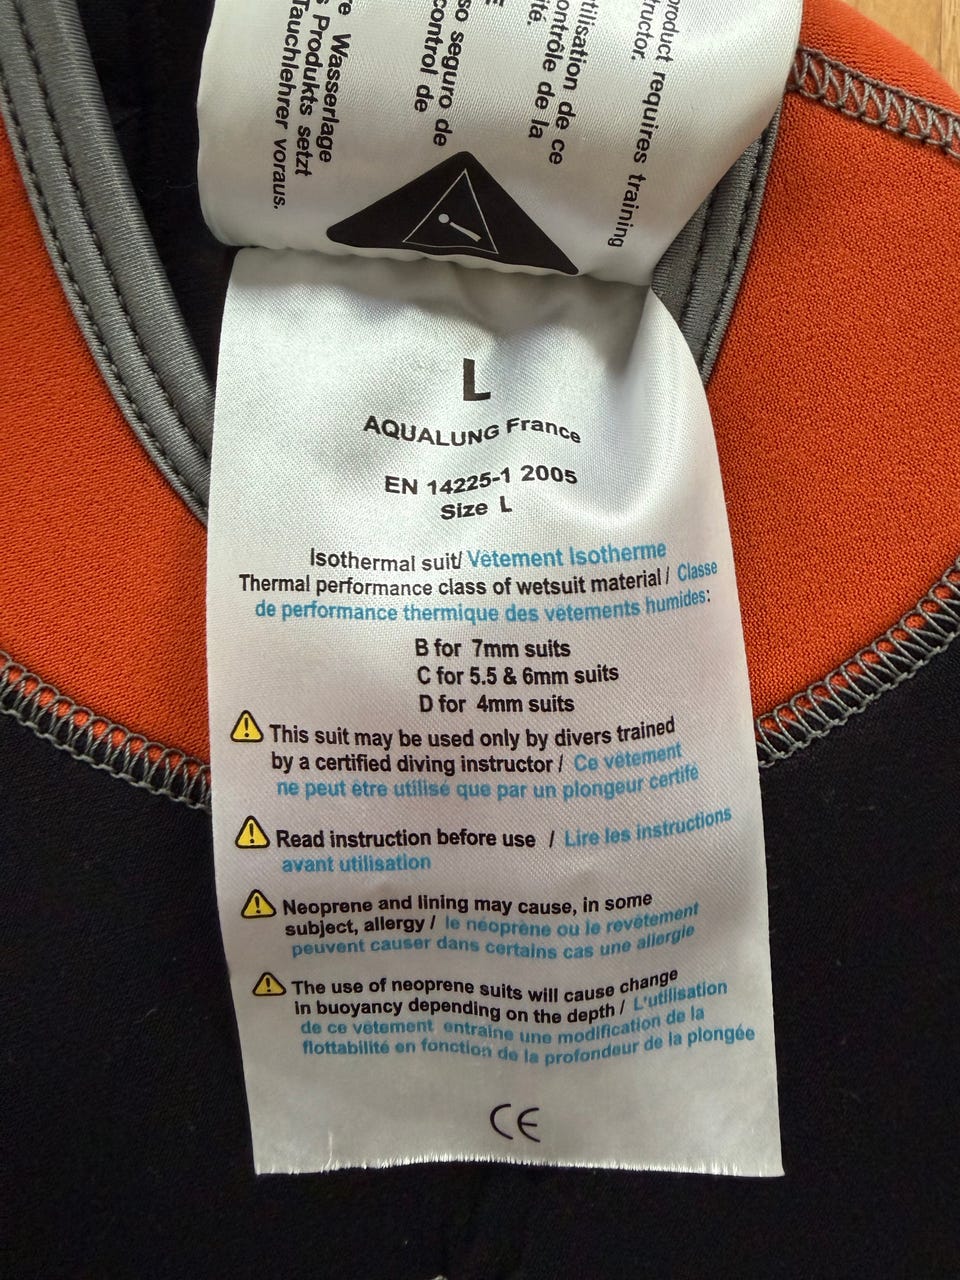 product requires training
tilisation de ce
ontrôle de la
so seguro de
control de
Wasserlage
Produkts setzt
Tauchlehrer voraus.
L
AQUALUNG France
EN 14225-1 2005
Size L
Isothermal suit/ Vêtement Isotherme
Thermal performance class of wetsuit material / Classe
de performance thermique des vétements humides:
B for 7mm suits
C for 5.5 & 6mm suits
D for 4mm suits
This suit may be used only by divers trained
by a certified diving instructor / Ce vêtement
ne peut être utilisé que par un plongeur certifé
Read instruction before use / Lire les instructions
avant utilisation
Neoprene and lining may cause, in some
subject, allergy / le néoprène ou le revêtement
peuvent causer dans certains cas une allergie
The use of neoprene suits will cause change
in buoyancy depending on the depth / L'utilisation
de ce vêtement entraîne une modification de la
flottabilité en fonction de la profondeur de la plongée
CE